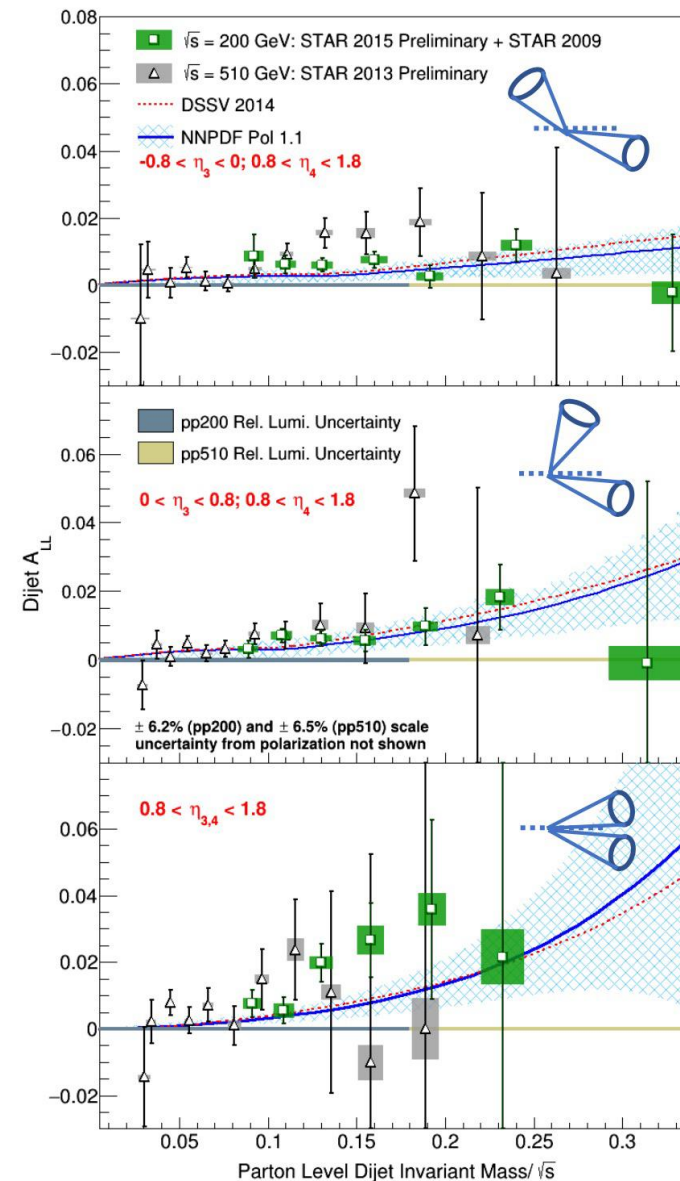 0.08
√s = 200 GeV: STAR 2015 Preliminary + STAR 2009
√s = 510 GeV: STAR 2013 Preliminary
DSSV 2014
NNPDF Pol 1.1
-0.8 < η3 < 0; 0.8 < η4 < 1.8
0.06
0.04
0.02
0
−0.02
pp200 Rel. Lumi. Uncertainty
pp510 Rel. Lumi. Uncertainty
0 < η3 < 0.8; 0.8 < η4 < 1.8
0.06
0.04
0.02
0
−0.02
Dijet ALL
± 6.2% (pp200) and ± 6.5% (pp510) scale
uncertainty from polarization not shown
0.8 < η3,4 < 1.8
0.06
0.04
0.02
0
−0.02
0.05 0.1 0.15 0.2 0.25 0.3
Parton Level Dijet Invariant Mass/ √s